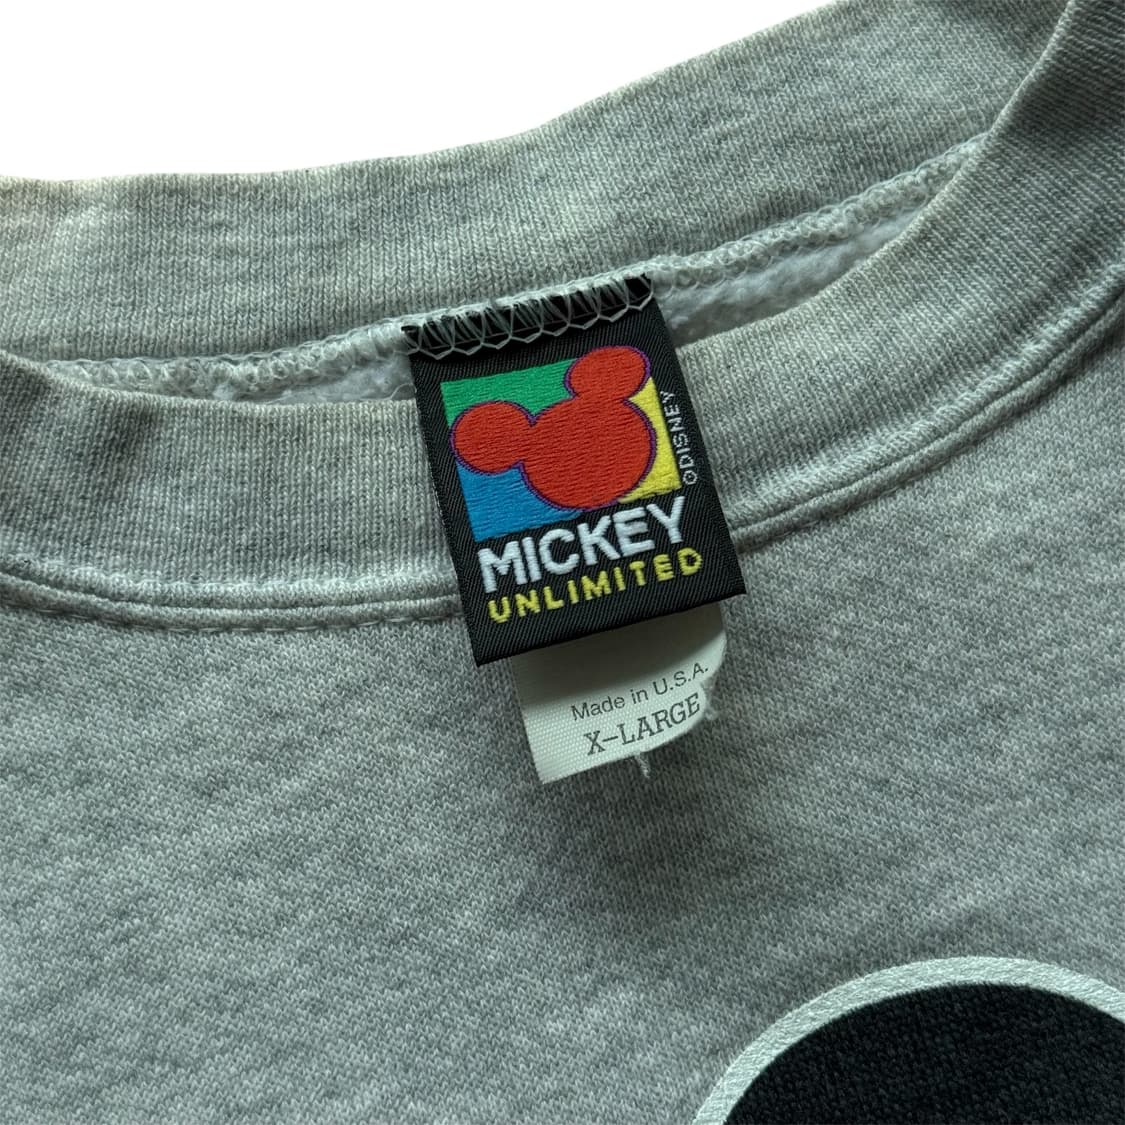 ©DISNEY
MICKEY
UNLIMITED
Made in U.S.A.
X-LARGE